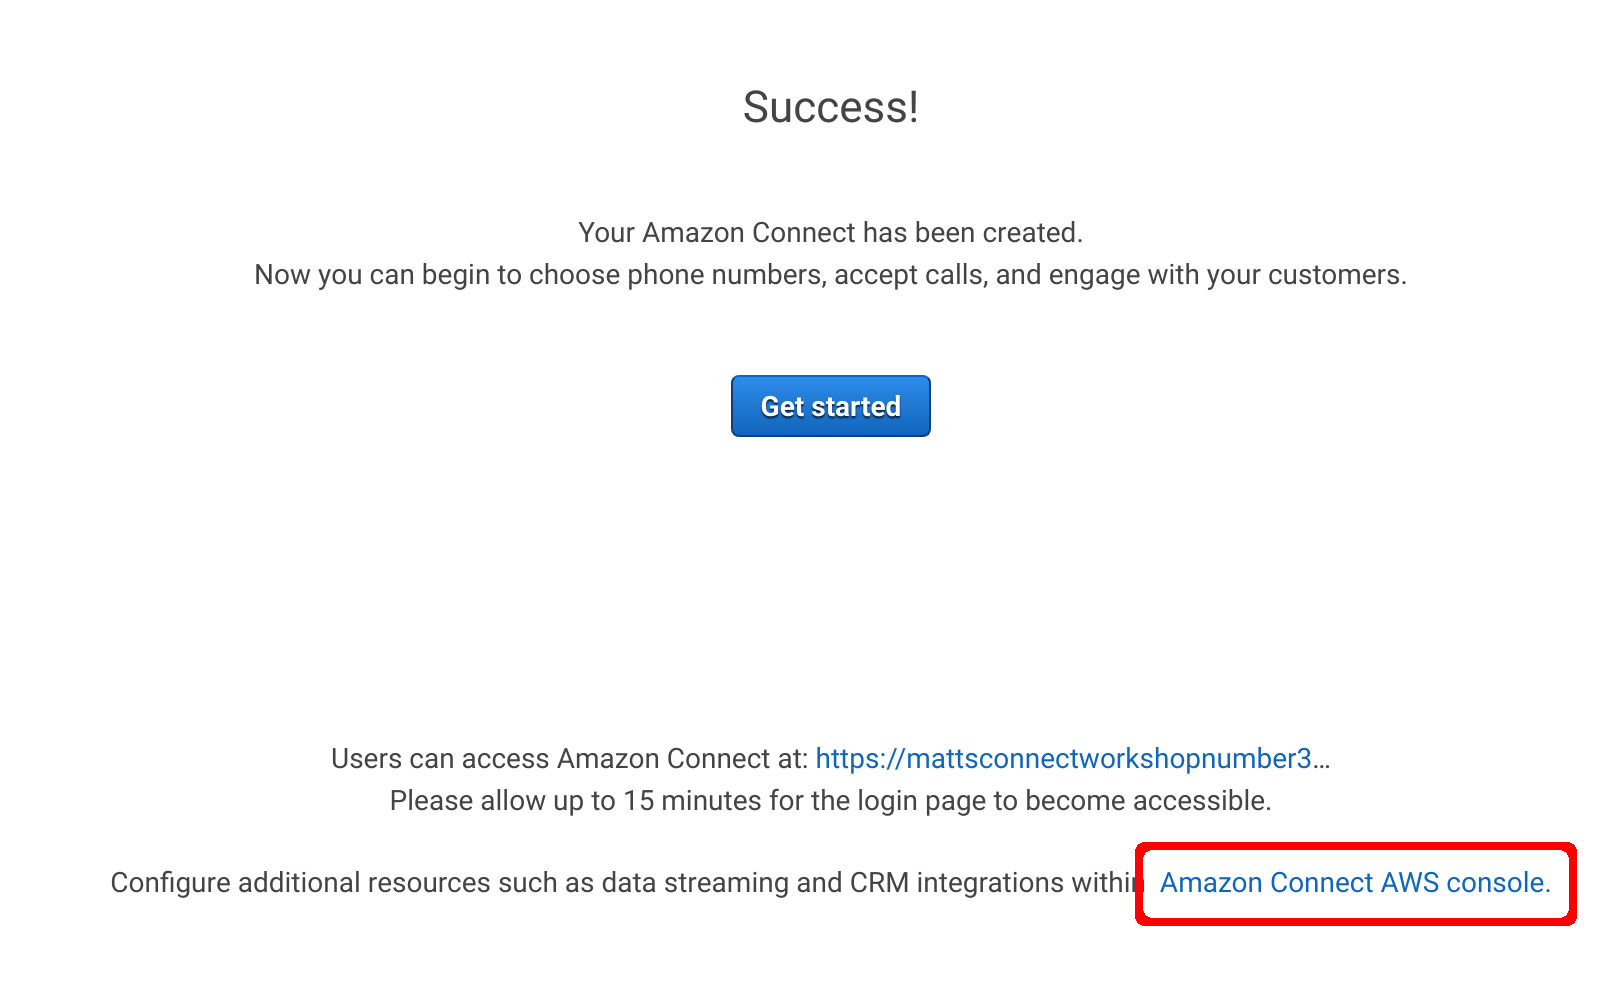 Success!
Your Amazon Connect has been created.
Now you can begin to choose phone numbers, accept calls, and engage with your customers.
Get started
Users can access Amazon Connect at: https://mattsconnectworkshopnumber3...
Please allow up to 15 minutes for the login page to become accessible.
Configure additional resources such as data streaming and CRM integrations within Amazon Connect AWS console.